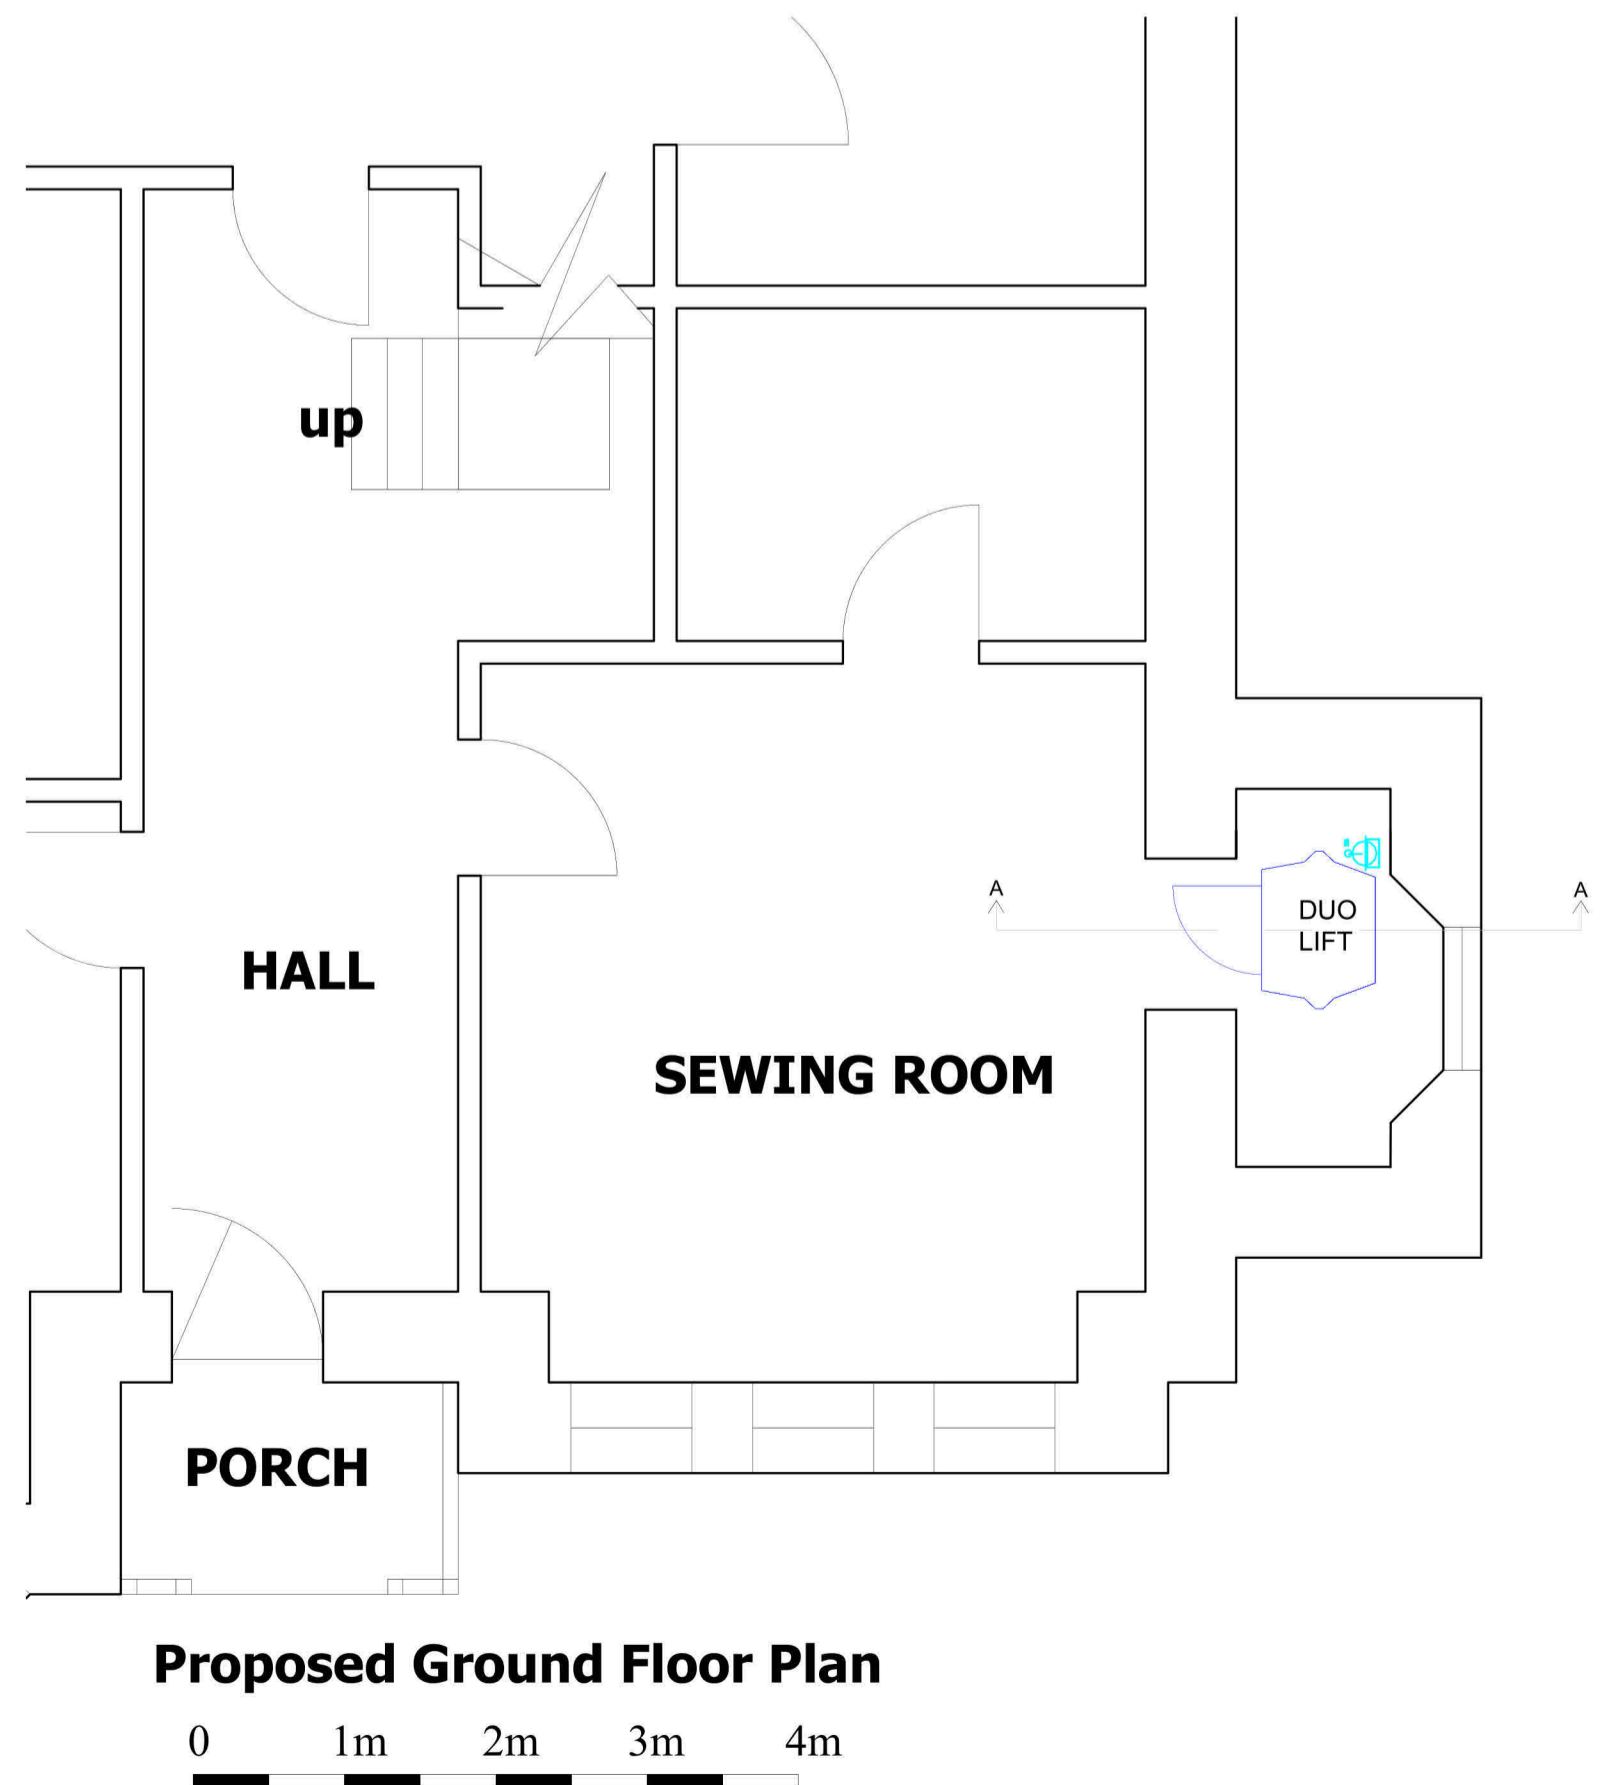 up
A A
DUO
LIFT
HALL
SEWING ROOM
PORCH
Proposed Ground Floor Plan
0 1m 2m 3m 4m